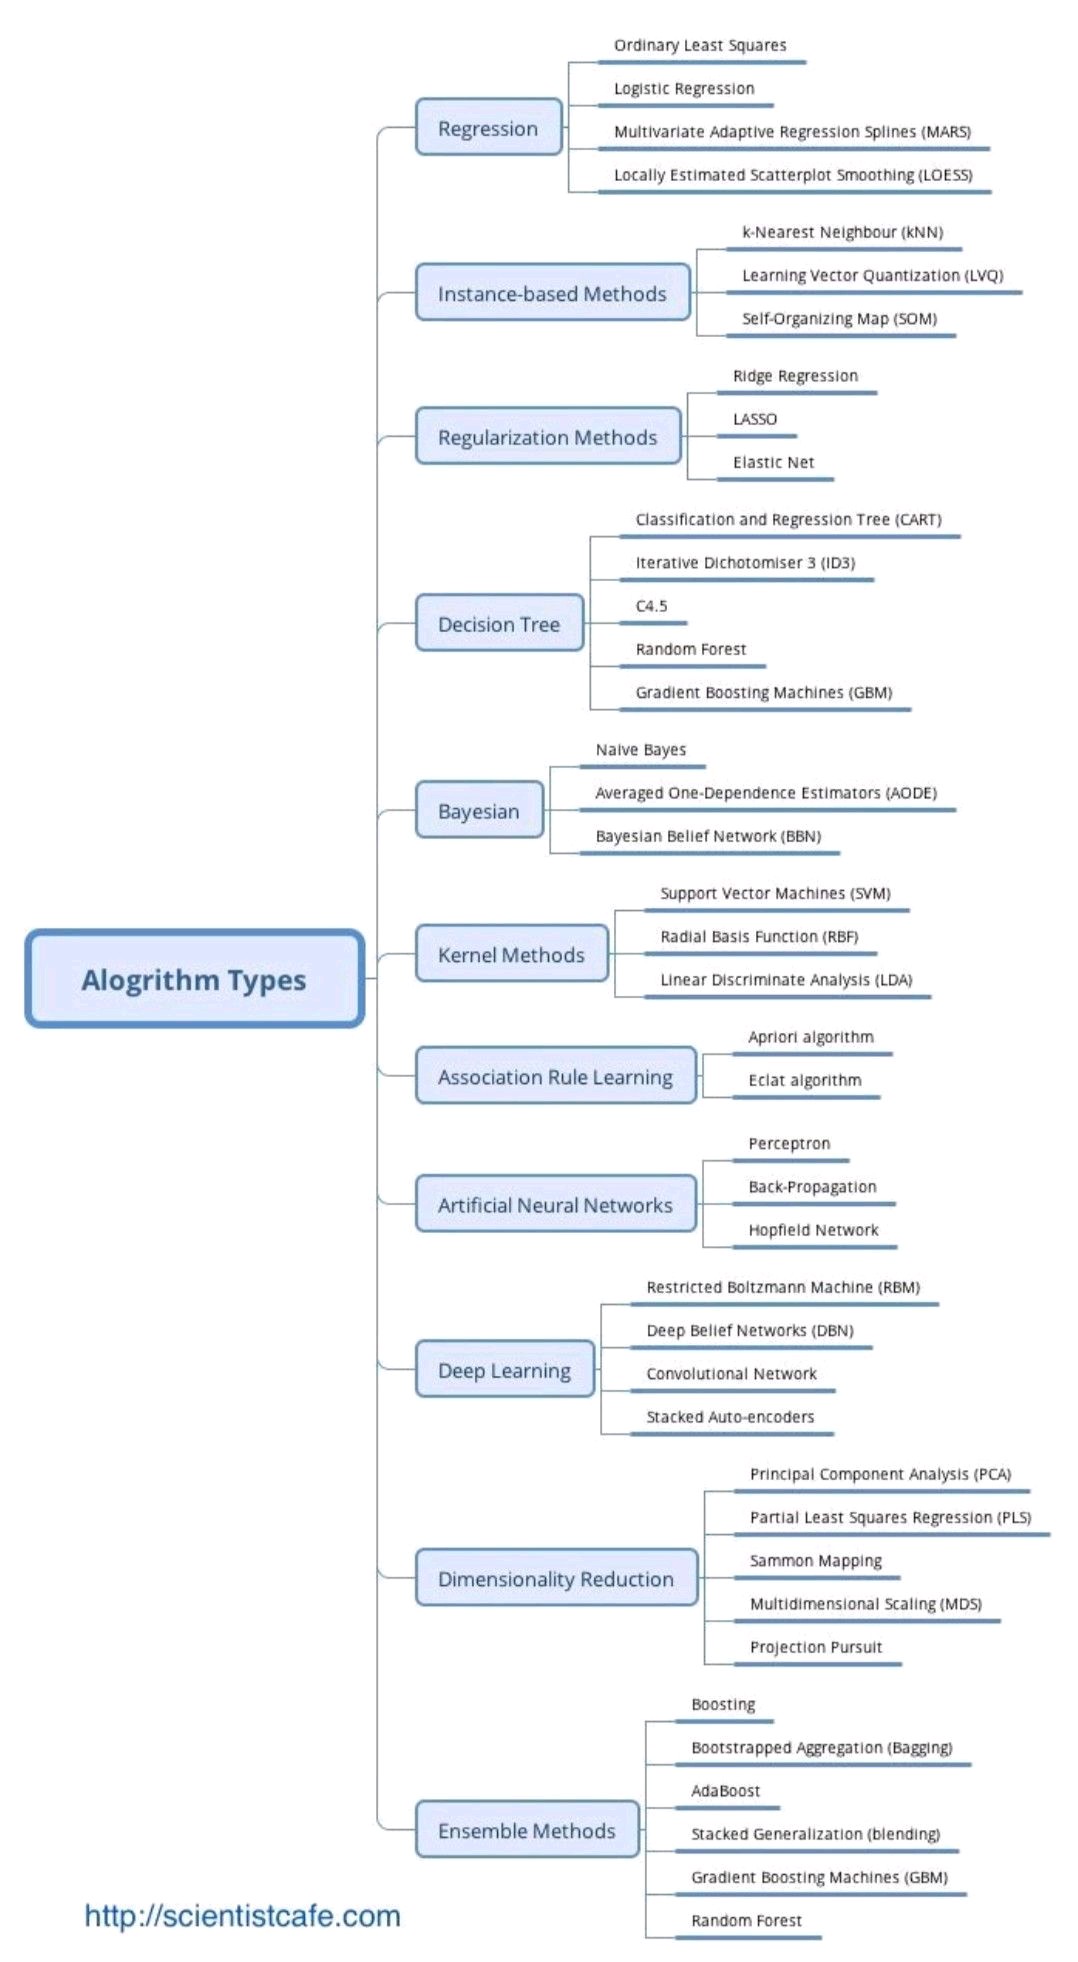 Ordinary Least Squares
Logistic Regression
Regression
Multivariate Adaptive Regression Splines (MARS)
Locally Estimated Scatterplot Smoothing (LOESS)
k-Nearest Neighbour (kNN)
Instance-based Methods
Learning Vector Quantization (LVQ)
Self-Organizing Map (SOM)
Ridge Regression
Regularization Methods
LASSO
Elastic Net
Classification and Regression Tree (CART)
Iterative Dichotomiser 3 (ID3)
Decision Tree
C4.5
Random Forest
Gradient Boosting Machines (GBM)
Naive Bayes
Bayesian
Averaged One-Dependence Estimators (AODE)
Bayesian Belief Network (BBN)
Support Vector Machines (SVM)
Kernel Methods
Radial Basis Function (RBF)
Linear Discriminate Analysis (LDA)
Alogrithm Types
Apriori algorithm
Association Rule Learning
Eclat algorithm
Perceptron
Artificial Neural Networks
Back-Propagation
Hopfield Network
Restricted Boltzmann Machine (RBM)
Deep Belief Networks (DBN)
Deep Learning
Convolutional Network
Stacked Auto-encoders
Principal Component Analysis (PCA)
Partial Least Squares Regression (PLS)
Dimensionality Reduction
Sammon Mapping
Multidimensional Scaling (MDS)
Projection Pursuit
Boosting
Bootstrapped Aggregation (Bagging)
AdaBoost
Ensemble Methods
Stacked Generalization (blending)
Gradient Boosting Machines (GBM)
Random Forest
http://scientistcafe.com